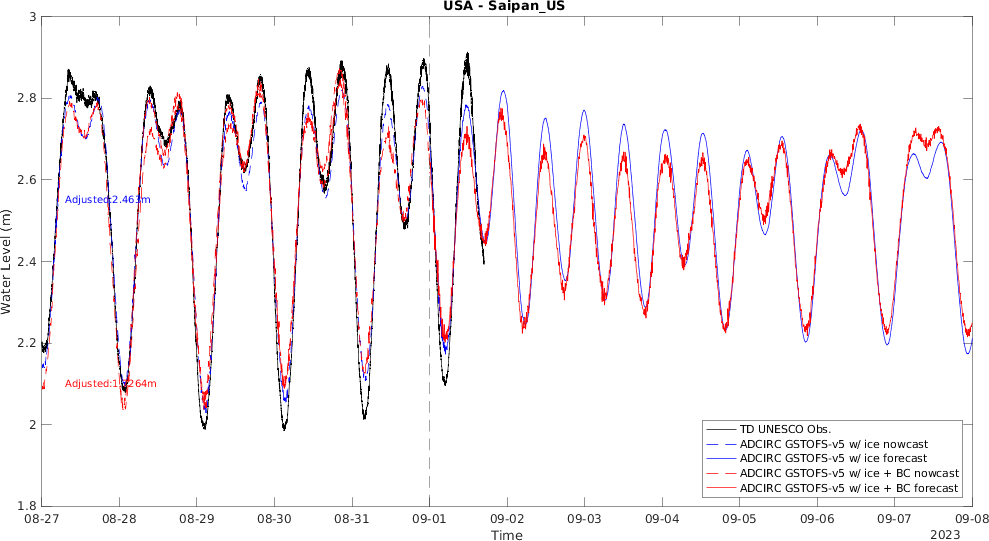 USA - Saipan_US
3
2.8
2.6
2.4
2.2
2
1.8
Water Level (m)
Adjusted:2.463m
TD UNESCO Obs.
ADCIRC GSTOFS-v5 w/ ice nowcast
ADCIRC GSTOFS-v5 w/ ice forecast
ADCIRC GSTOFS-v5 w/ ice + BC nowcast
ADCIRC GSTOFS-v5 w/ ice + BC forecast
08-27 08-28 08-29 08-30 08-31 09-01 09-02 09-03 09-04 09-05 09-06 09-07 09-08
Time
2023